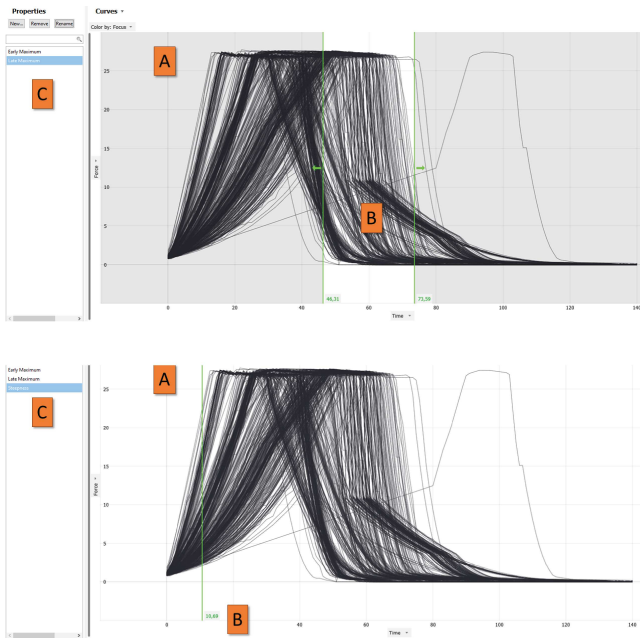 Properties
New... Remove Rename
Early Maximum
Late Maximum
C
Curves
Color by: Focus
A
B
Force
25
20
15
10
5
0
46,31
73,59
0 20 40 60 80 100 120 140
Time
Early Maximum
Late Maximum
Steepness
C
A
B
Force
25
20
15
10
5
0
0 20 40 60 80 100 120 140
Time